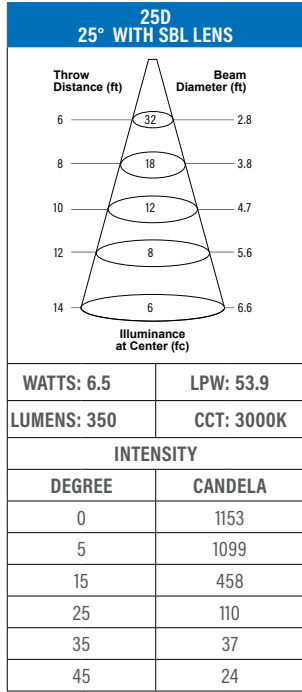 25D
25° WITH SBL LENS
Throw Beam
Distance (ft) Diameter (ft)
6 32 2.8
8 18 3.8
10 12 4.7
12 8 5.6
14 6 6.6
Illuminance
at Center (fc)
WATTS: 6.5 LPW: 53.9
LUMENS: 350 CCT: 3000K
INTENSITY
DEGREE CANDELA
0 1153
5 1099
15 458
25 110
35 37
45 24